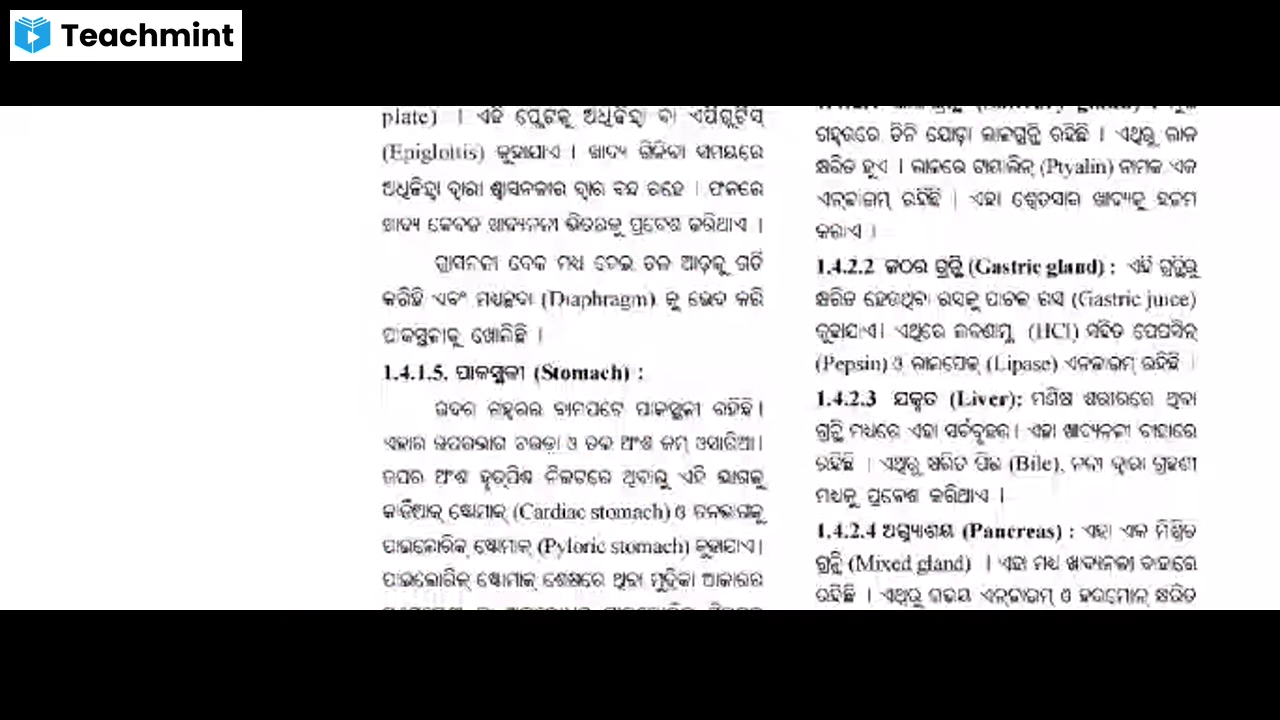 Teachmint
plate) । ଏହି ପ୍ଲେଟକୁ ଅଧିଜିହ୍ୱା ବା ଏପିଗ୍ଲଟିସ୍
(Epiglottis) କୁହାଯାଏ । ଖାଦ୍ୟ ଗିଳିବା ସମୟରେ
ଅଧିଜିହ୍ୱା ଦ୍ୱାରା ଶ୍ୱାସନଳୀର ଦ୍ୱାର ବନ୍ଦ ରହେ । ଫଳରେ
ଖାଦ୍ୟ କେବଳ ଖାଦ୍ୟନଳୀ ଭିତରକୁ ପ୍ରବେଶ କରିଥାଏ ।
ଗ୍ରାସନଳୀ ବେକ ମଧ୍ୟ ଦେଇ ତଳ ଆଡ଼କୁ ଗତି
କରିଛି ଏବଂ ମଧ୍ୟଚ୍ଛଦା (Diaphragm) କୁ ଭେଦ କରି
ପାକସ୍ଥଳୀକୁ ଖୋଲିଛି ।
1.4.1.5. ପାକସ୍ଥଳୀ (Stomach) :
ଉଦର ଗହ୍ୱରର ବାମପଟେ ପାକସ୍ଥଳୀ ରହିଛି ।
ଏହାର ଉପରଭାଗ ଚଉଡ଼ା ଓ ତଳ ଅଂଶ କମ୍ ଓସାରିଆ ।
ଉପର ଅଂଶ ହୃତ୍‌ପିଣ୍ଡ ନିକଟରେ ଥିବାରୁ ଏହି ଭାଗକୁ
କାର୍ଡିଆକ୍ ଷ୍ଟୋମାକ୍ (Cardiac stomach) ଓ ତଳଭାଗକୁ
ପାଇଲୋରିକ୍ ଷ୍ଟୋମାକ୍ (Pyloric stomach) କୁହାଯାଏ ।
ପାଇଲୋରିକ୍ ଷ୍ଟୋମାକ୍ ଶେଷରେ ଥିବା ମୁଦ୍ରିକା ଆକାରର
ଗହ୍ୱରରେ ତିନି ଯୋଡ଼ା ଲାଳଗ୍ରନ୍ଥି ରହିଛି । ଏଥିରୁ ଲାଳ
କ୍ଷରିତ ହୁଏ । ଲାଳରେ ଟାୟାଲିନ୍ (Ptyalin) ନାମକ ଏକ
ଏନ୍‌ଜାଇମ୍ ରହିଛି । ଏହା ଶ୍ୱେତସାର ଖାଦ୍ୟକୁ ହଜମ
କରାଏ ।
1.4.2.2 ଜଠର ଗ୍ରନ୍ଥି (Gastric gland) : ଏହି ଗ୍ରନ୍ଥିରୁ
କ୍ଷରିତ ହେଉଥିବା ରସକୁ ପାଚକ ରସ (Gastric juice)
କୁହାଯାଏ । ଏଥିରେ ଲବଣାମ୍ଳ (HCl) ସହିତ ପେପସିନ୍
(Pepsin) ଓ ଲାଇପେଜ୍ (Lipase) ଏନଜାଇମ୍ ରହିଛି ।
1.4.2.3 ଯକୃତ (Liver): ମଣିଷ ଶରୀରରେ ଥିବା
ଗ୍ରନ୍ଥି ମଧ୍ୟରେ ଏହା ସର୍ବବୃହତ । ଏହା ଖାଦ୍ୟନଳୀ ବାହାରେ
ରହିଛି । ଏଥିରୁ କ୍ଷରିତ ପିତ୍ତ (Bile), ନଳୀ ଦ୍ୱାରା ଗ୍ରହଣୀ
ମଧ୍ୟକୁ ପ୍ରବେଶ କରିଥାଏ ।
1.4.2.4 ଅଗ୍ନ୍ୟାଶୟ (Pancreas) : ଏହା ଏକ ମିଶ୍ରିତ
ଗ୍ରନ୍ଥି (Mixed gland) । ଏହା ମଧ୍ୟ ଖାଦ୍ୟନଳୀ ବାହାରେ
ରହିଛି । ଏଥିରୁ ଉଭୟ ଏନ୍‌ଜାଇମ୍ ଓ ହରମୋନ୍ କ୍ଷରିତ